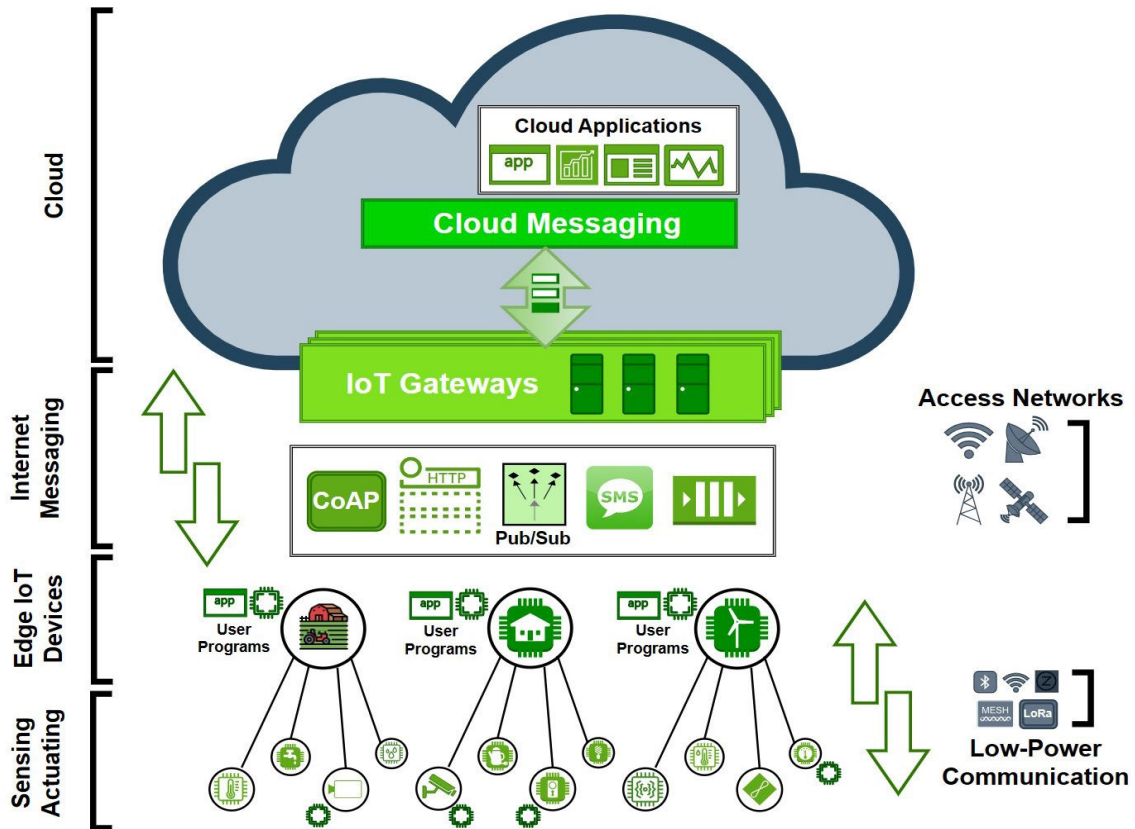 Cloud
Cloud Applications
app
Cloud Messaging
IoT Gateways
Internet
Messaging
Access Networks
CoAP
HTTP
Pub/Sub
SMS
Edge IoT
Devices
app
User
Programs
app
User
Programs
app
User
Programs
Sensing
Actuating
MESH
LoRa
Low-Power
Communication